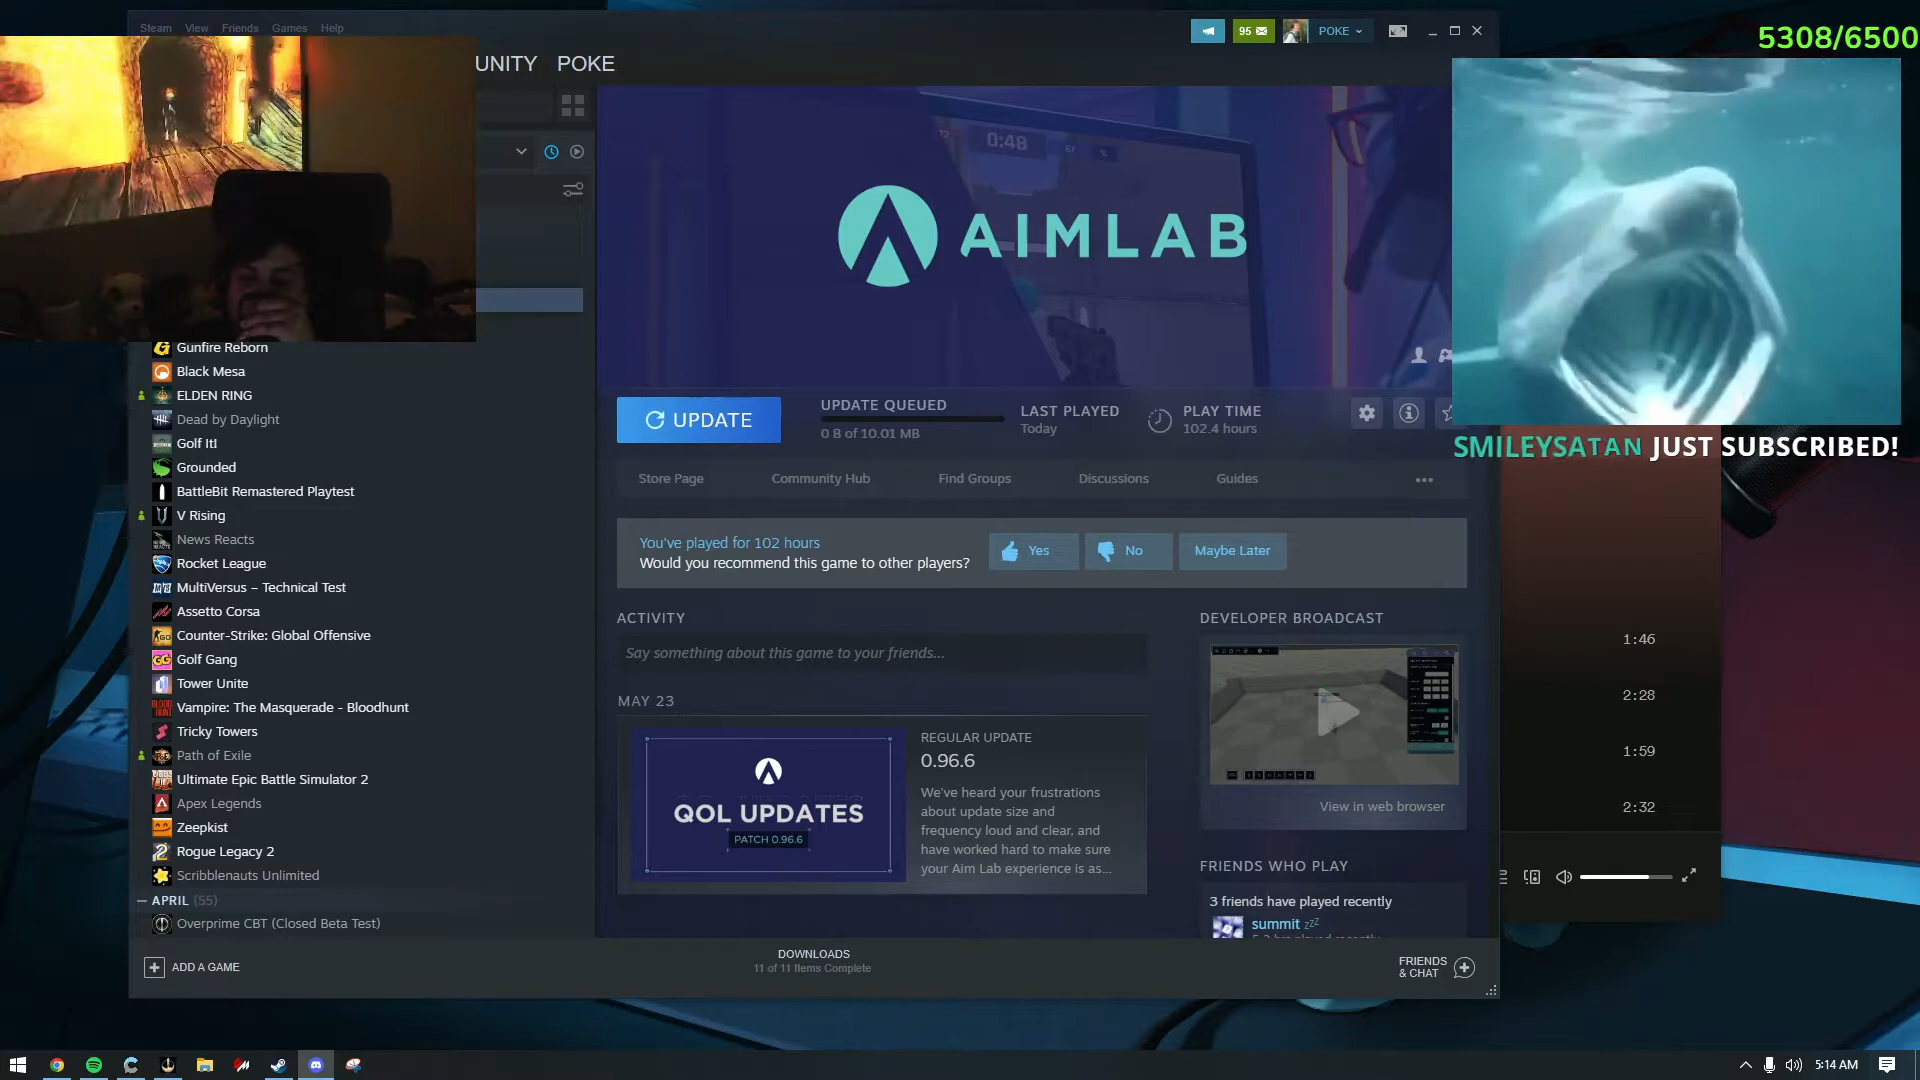 Steam View Friends Games Help
95
POKE
5308/6500
UNITY POKE
0:48
AIMLAB
Gunfire Reborn
Black Mesa
ELDEN RING
Dead by Daylight
Golf It!
Grounded
BattleBit Remastered Playtest
V Rising
News Reacts
Rocket League
MultiVersus – Technical Test
Assetto Corsa
Counter-Strike: Global Offensive
Golf Gang
Tower Unite
Vampire: The Masquerade - Bloodhunt
Tricky Towers
Path of Exile
Ultimate Epic Battle Simulator 2
Apex Legends
Zeepkist
Rogue Legacy 2
Scribblenauts Unlimited
APRIL (55)
Overprime CBT (Closed Beta Test)
UPDATE
UPDATE QUEUED
0 B of 10.01 MB
LAST PLAYED
Today
PLAY TIME
102.4 hours
SMILEYSATAN JUST SUBSCRIBED!
Store Page Community Hub Find Groups Discussions Guides
You've played for 102 hours
Would you recommend this game to other players?
Yes No Maybe Later
ACTIVITY
Say something about this game to your friends...
MAY 23
QOL UPDATES
PATCH 0.96.6
REGULAR UPDATE
0.96.6
We've heard your frustrations
about update size and
frequency loud and clear, and
have worked hard to make sure
your Aim Lab experience is as...
DEVELOPER BROADCAST
View in web browser
FRIENDS WHO PLAY
3 friends have played recently
summit zzZ
1:46
2:28
1:59
2:32
ADD A GAME
DOWNLOADS
11 of 11 Items Complete
FRIENDS
& CHAT
5:14 AM